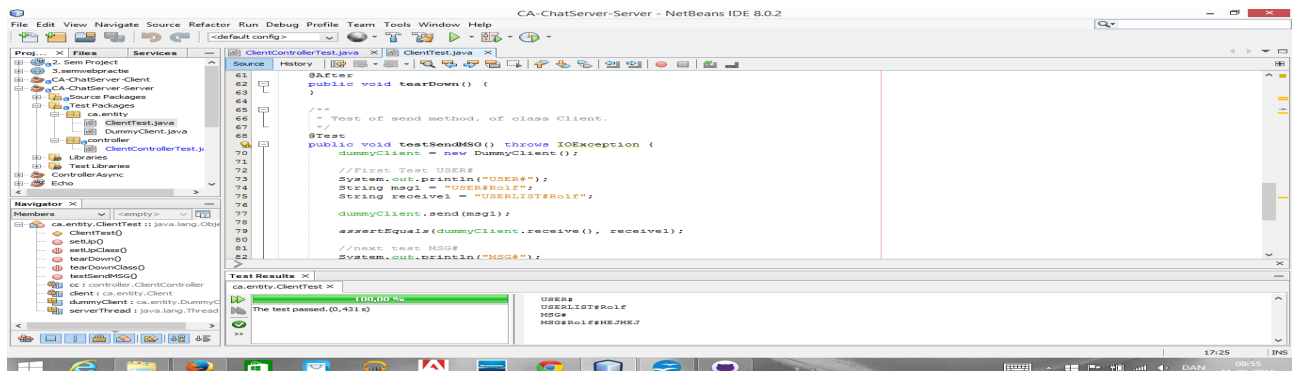 CA-ChatServer-Server - NetBeans IDE 8.0.2
File Edit View Navigate Source Refactor Run Debug Profile Team Tools Window Help
<default config>
Proj... × Files Services
ClientControllerTest.java × ClientTest.java ×
Source History
2. Sem Project
3.semwebpractie
CA-ChatServer-Client
CA-ChatServer-Server
Source Packages
Test Packages
ca.entity
ClientTest.java
DummyClient.java
controller
ClientControllerTest.ja
Libraries
Test Libraries
ControllerAsync
Echo
61 @After
62 public void tearDown() {
63 }
64
65 /**
66 * Test of send method, of class Client.
67 */
68 @Test
public void testSendMSG() throws IOException {
70 dummyClient = new DummyClient();
71
72 //First Test USER#
73 System.out.println("USER#");
74 String msg1 = "USER#Rolf";
75 String receive1 = "USERLIST#Rolf";
76
77 dummyClient.send(msg1);
78
79 assertEquals(dummyClient.receive(), receive1);
80
81 //next test MSG#
82 System.out.println("MSG#");
Navigator ×
Members <empty>
ca.entity.ClientTest :: java.lang.Obje
ClientTest()
setUp()
setUpClass()
tearDown()
tearDownClass()
testSendMSG()
cc : controller.ClientController
client : ca.entity.Client
dummyClient : ca.entity.DummyC
serverThread : java.lang.Thread
Test Results ×
ca.entity.ClientTest ×
100,00 %
The test passed.(0,431 s)
USER#
USERLIST#Rolf
MSG#
MSG#Rolf#HEJHEJ
17:25 INS
DAN 08:55